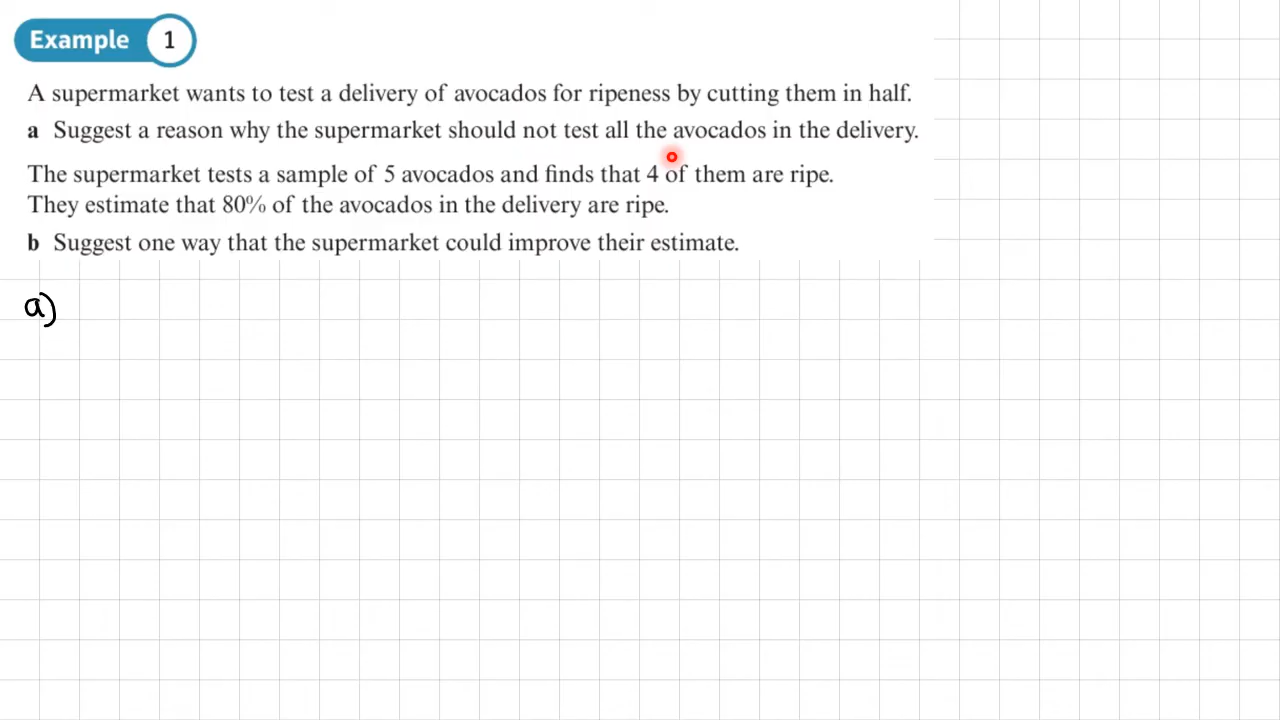 Example 1
A supermarket wants to test a delivery of avocados for ripeness by cutting them in half.
a Suggest a reason why the supermarket should not test all the avocados in the delivery.
The supermarket tests a sample of 5 avocados and finds that 4 of them are ripe.
They estimate that 80% of the avocados in the delivery are ripe.
b Suggest one way that the supermarket could improve their estimate.
a)